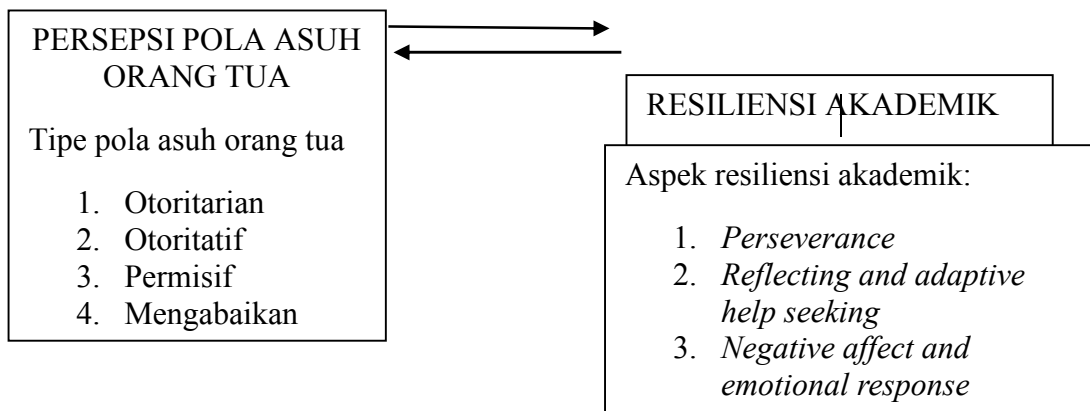 PERSEPSI POLA ASUH
ORANG TUA
Tipe pola asuh orang tua
1. Otoritarian
2. Otoritatif
3. Permisif
4. Mengabaikan
RESILIENSI AKADEMIK
Aspek resiliensi akademik:
1. Perseverance
2. Reflecting and adaptive
help seeking
3. Negative affect and
emotional response